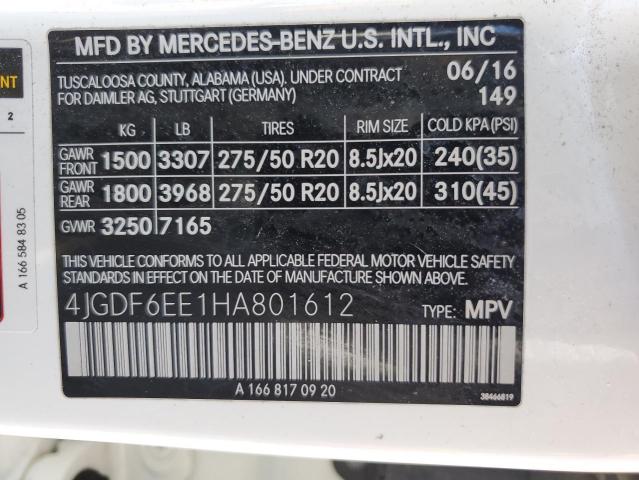 MFD BY MERCEDES-BENZ U.S. INTL., INC
TUSCALOOSA COUNTY, ALABAMA (USA). UNDER CONTRACT 06/16
FOR DAIMLER AG, STUTTGART (GERMANY) 149
KG LB TIRES RIM SIZE COLD KPA(PSI)
GAWR FRONT 1500 3307 275/50 R20 8.5Jx20 240(35)
GAWR REAR 1800 3968 275/50 R20 8.5Jx20 310(45)
GVWR 3250 7165
THIS VEHICLE CONFORMS TO ALL APPLICABLE FEDERAL MOTOR VEHICLE SAFETY
STANDARDS IN EFFECT ON THE DATE OF MANUFACTURE SHOWN ABOVE.
4JGDF6EE1HA801612 TYPE: MPV
A 166 817 09 20
38466819
2
A 166 584 83 05